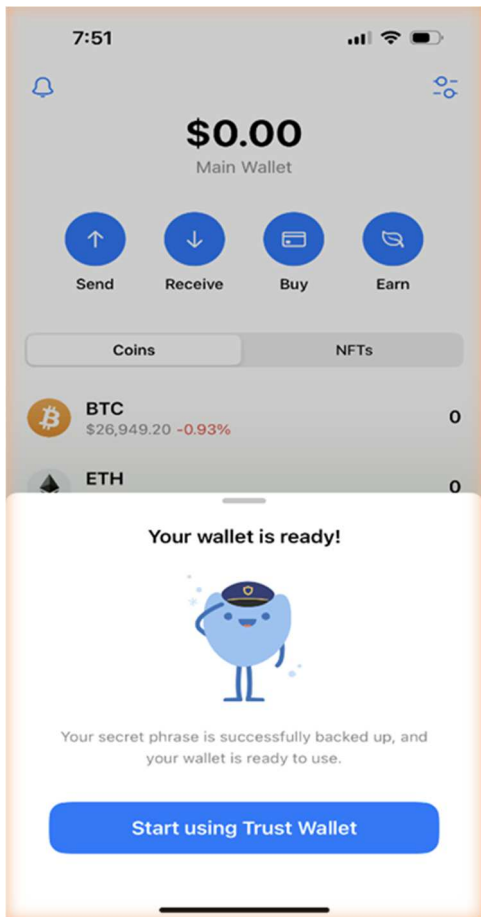 7:51
$0.00
Main Wallet
Send Receive Buy Earn
Coins NFTs
BTC 0
$26,949.20 -0.93%
ETH 0
Your wallet is ready!
Your secret phrase is successfully backed up, and
your wallet is ready to use.
Start using Trust Wallet